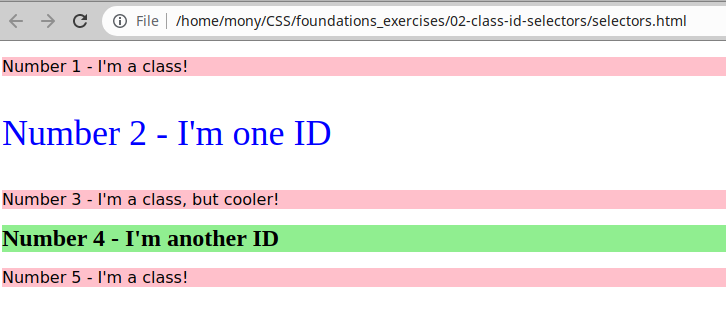 File | /home/mony/CSS/foundations_exercises/02-class-id-selectors/selectors.html
Number 1 - I'm a class!
Number 2 - I'm one ID
Number 3 - I'm a class, but cooler!
Number 4 - I'm another ID
Number 5 - I'm a class!